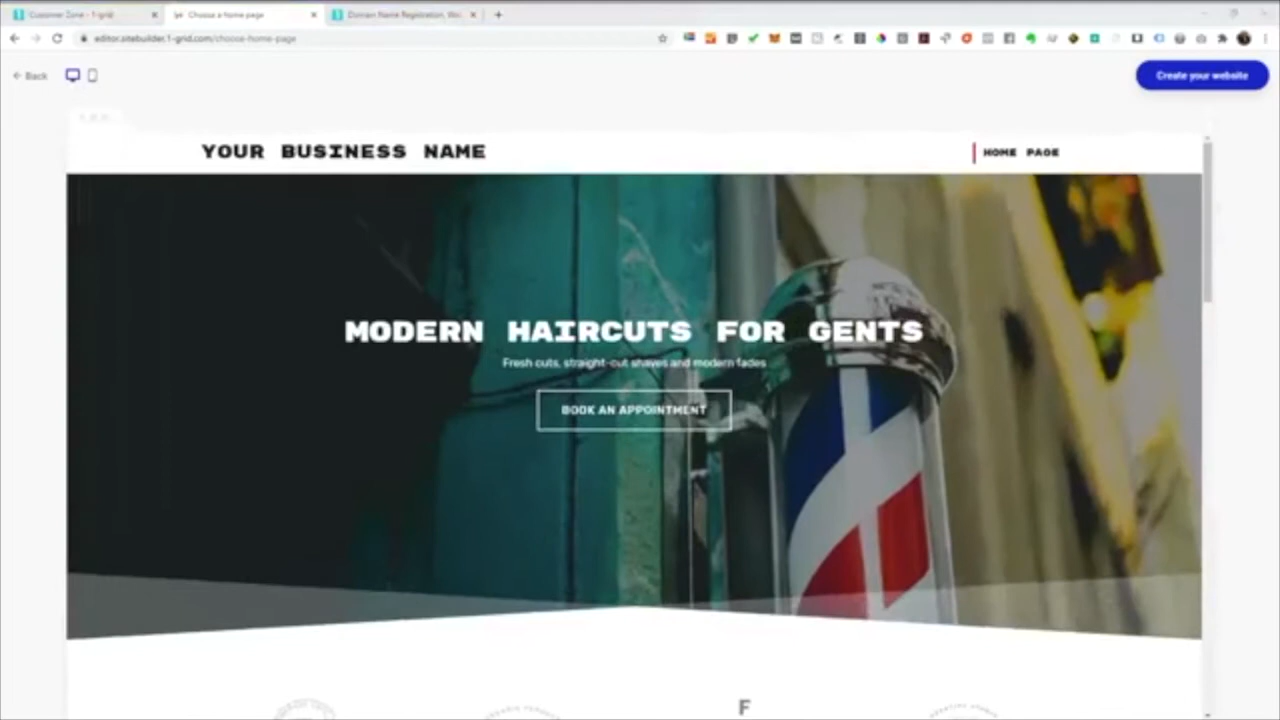 Customer Zone - 1-grid
Choose a home page
Domain Name Registration, We
editor.sitebuilder.1-grid.com/choose-home-page
Back
Create your website
YOUR BUSINESS NAME
HOME PAGE
MODERN HAIRCUTS FOR GENTS
Fresh cuts, straight-cut shaves and modern fades
BOOK AN APPOINTMENT
F